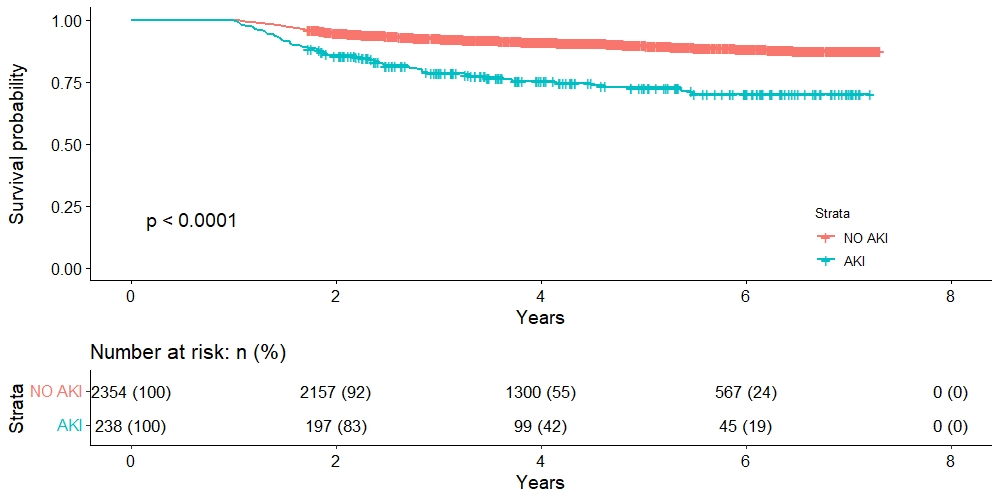 1.00
0.75
0.50
0.25
0.00
Survival probability
p < 0.0001
Strata
NO AKI
AKI
0 2 4 6 8
Years
Number at risk: n (%)
Strata
NO AKI 2354 (100) 2157 (92) 1300 (55) 567 (24) 0 (0)
AKI 238 (100) 197 (83) 99 (42) 45 (19) 0 (0)
0 2 4 6 8
Years